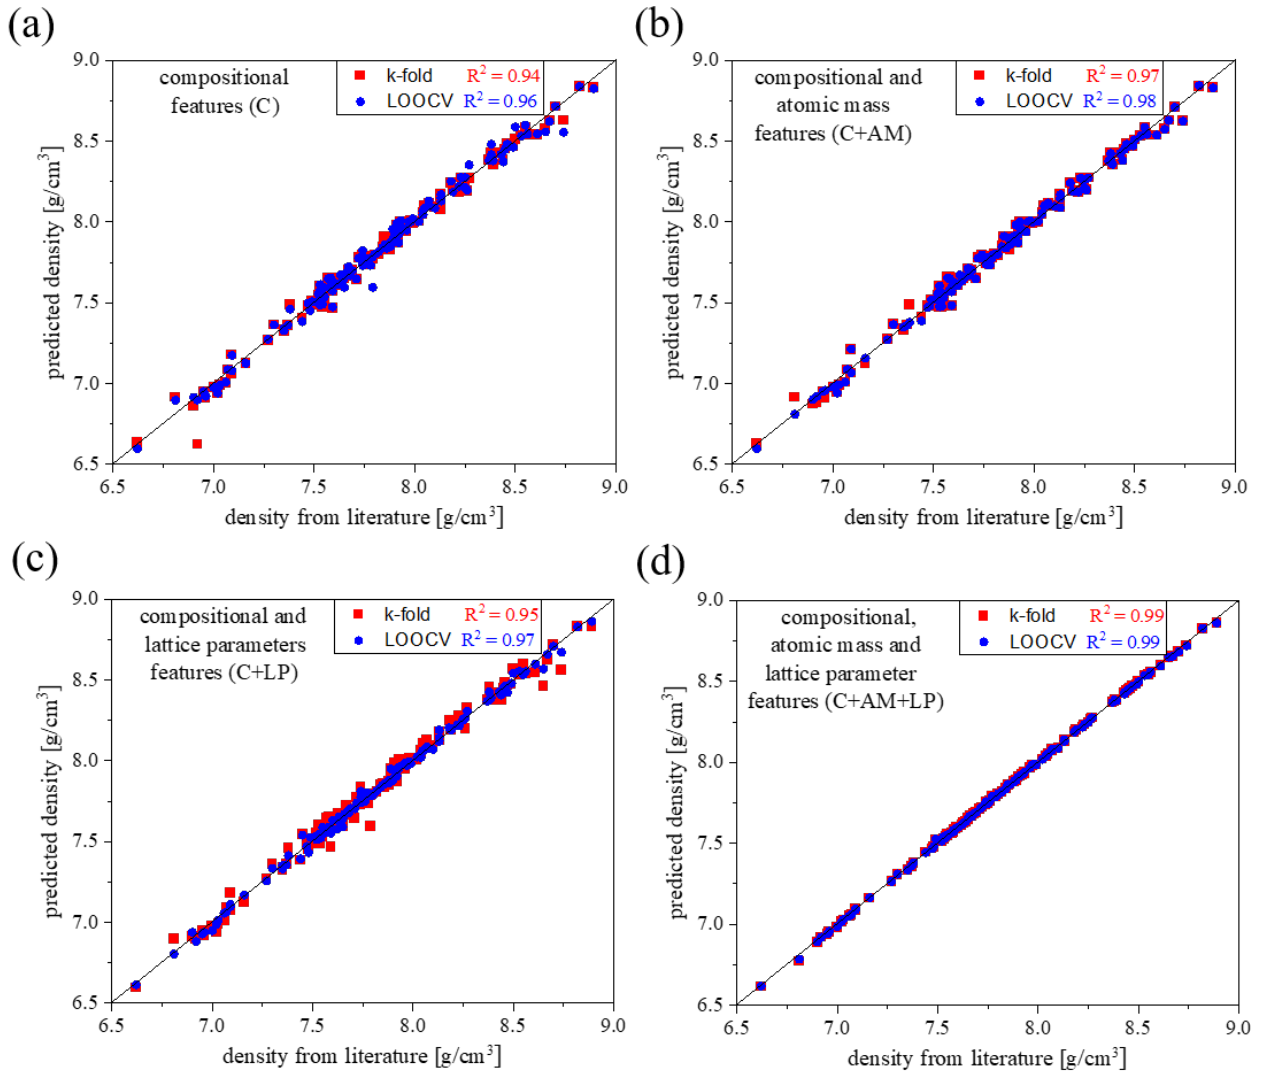 (a)
compositional
features (C)
k-fold R² = 0.94
LOOCV R² = 0.96
9.0
8.5
8.0
7.5
7.0
6.5
predicted density [g/cm³]
6.5 7.0 7.5 8.0 8.5 9.0
density from literature [g/cm³]
(b)
compositional and
atomic mass
features (C+AM)
k-fold R² = 0.97
LOOCV R² = 0.98
9.0
8.5
8.0
7.5
7.0
6.5
predicted density [g/cm³]
6.5 7.0 7.5 8.0 8.5 9.0
density from literature [g/cm³]
(c)
compositional and
lattice parameters
features (C+LP)
k-fold R² = 0.95
LOOCV R² = 0.97
9.0
8.5
8.0
7.5
7.0
6.5
predicted density [g/cm³]
6.5 7.0 7.5 8.0 8.5 9.0
density from literature [g/cm³]
(d)
compositional,
atomic mass and
lattice parameter
features (C+AM+LP)
k-fold R² = 0.99
LOOCV R² = 0.99
9.0
8.5
8.0
7.5
7.0
6.5
predicted density [g/cm³]
6.5 7.0 7.5 8.0 8.5 9.0
density from literature [g/cm³]